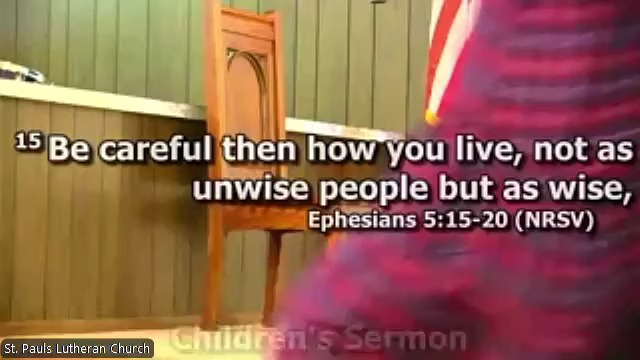 15 Be careful then how you live, not as
unwise people but as wise,
Ephesians 5:15-20 (NRSV)
Children's Sermon
St. Pauls Lutheran Church